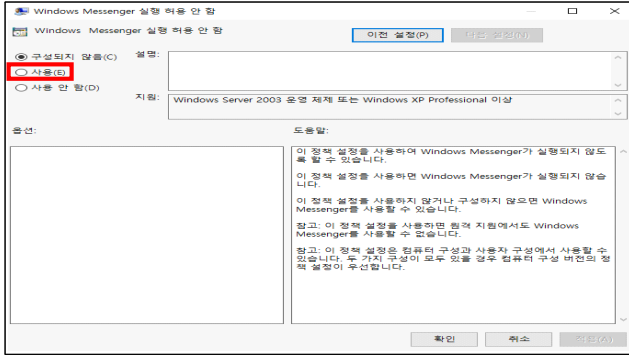 Windows Messenger 실행 허용 안 함
Windows Messenger 실행 허용 안 함
이전 설정(P)
다음 설정(N)
구성되지 않음(C)
사용(E)
사용 안 함(D)
설명:
지원:
Windows Server 2003 운영 체제 또는 Windows XP Professional 이상
옵션:
도움말:
이 정책 설정을 사용하여 Windows Messenger가 실행되지 않도
록 할 수 있습니다.
이 정책 설정을 사용하면 Windows Messenger가 실행되지 않습
니다.
이 정책 설정을 사용하지 않거나 구성하지 않으면 Windows
Messenger를 사용할 수 있습니다.
참고: 이 정책 설정을 사용하면 원격 지원에서도 Windows
Messenger를 사용할 수 없습니다.
참고: 이 정책 설정은 컴퓨터 구성과 사용자 구성에서 사용할 수
있습니다. 두 가지 구성이 모두 있을 경우 컴퓨터 구성 버전의 정
책 설정이 우선합니다.
확인
취소
적용(A)